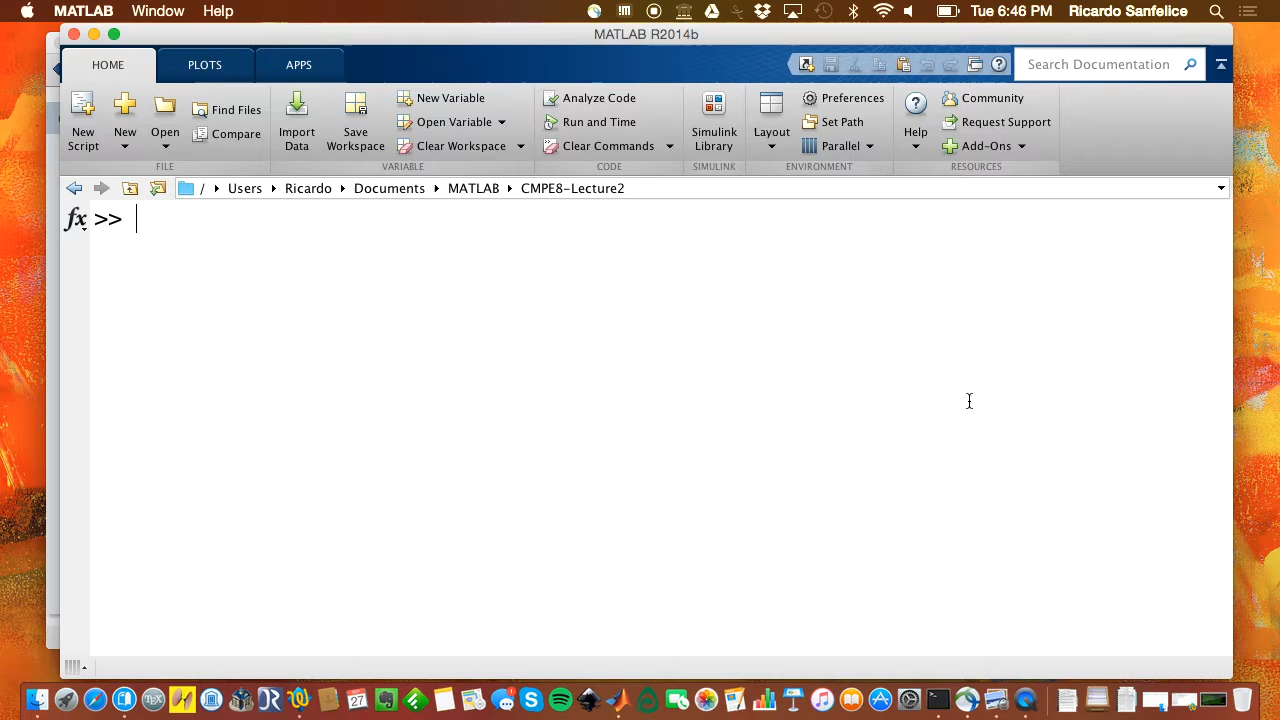 MATLAB Window Help Tue 6:46 PM Ricardo Sanfelice
MATLAB R2014b
HOME PLOTS APPS Search Documentation
New Script New Open Find Files Compare Import Data Save Workspace New Variable Open Variable Clear Workspace Analyze Code Run and Time Clear Commands Simulink Library Layout Preferences Set Path Parallel Help Community Request Support Add-Ons
FILE VARIABLE CODE SIMULINK ENVIRONMENT RESOURCES
/ Users Ricardo Documents MATLAB CMPE8-Lecture2
fx >>
27